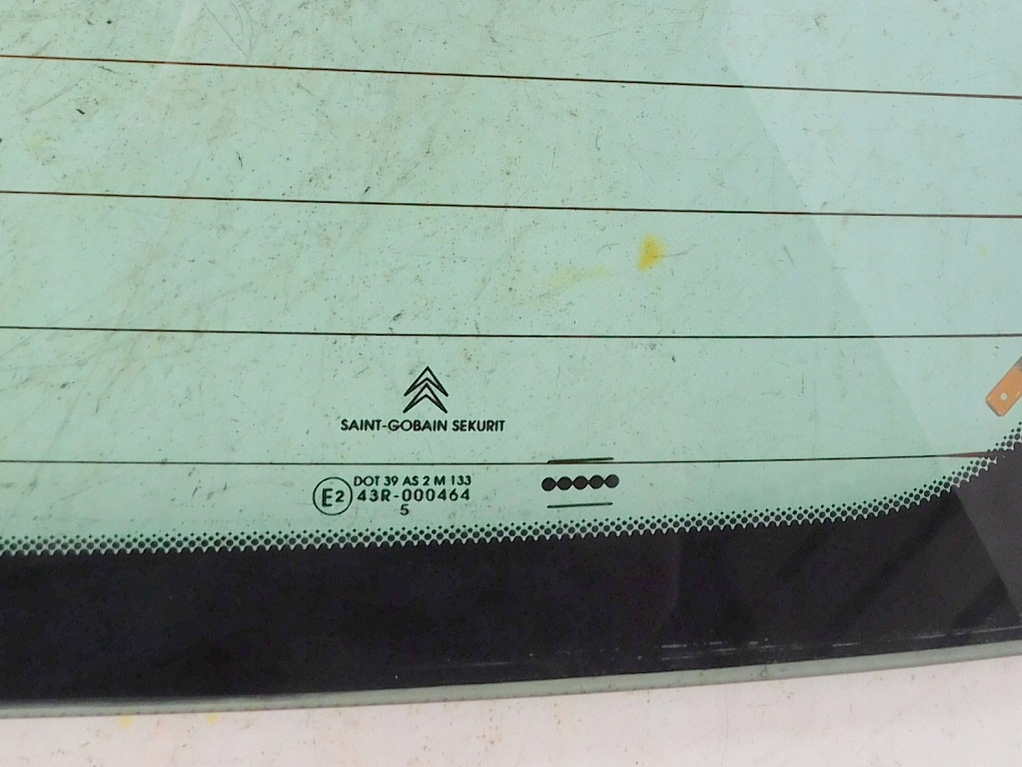 SAINT-GOBAIN SEKURIT
DOT 39 AS 2 M 133
E2 43R-000464
5